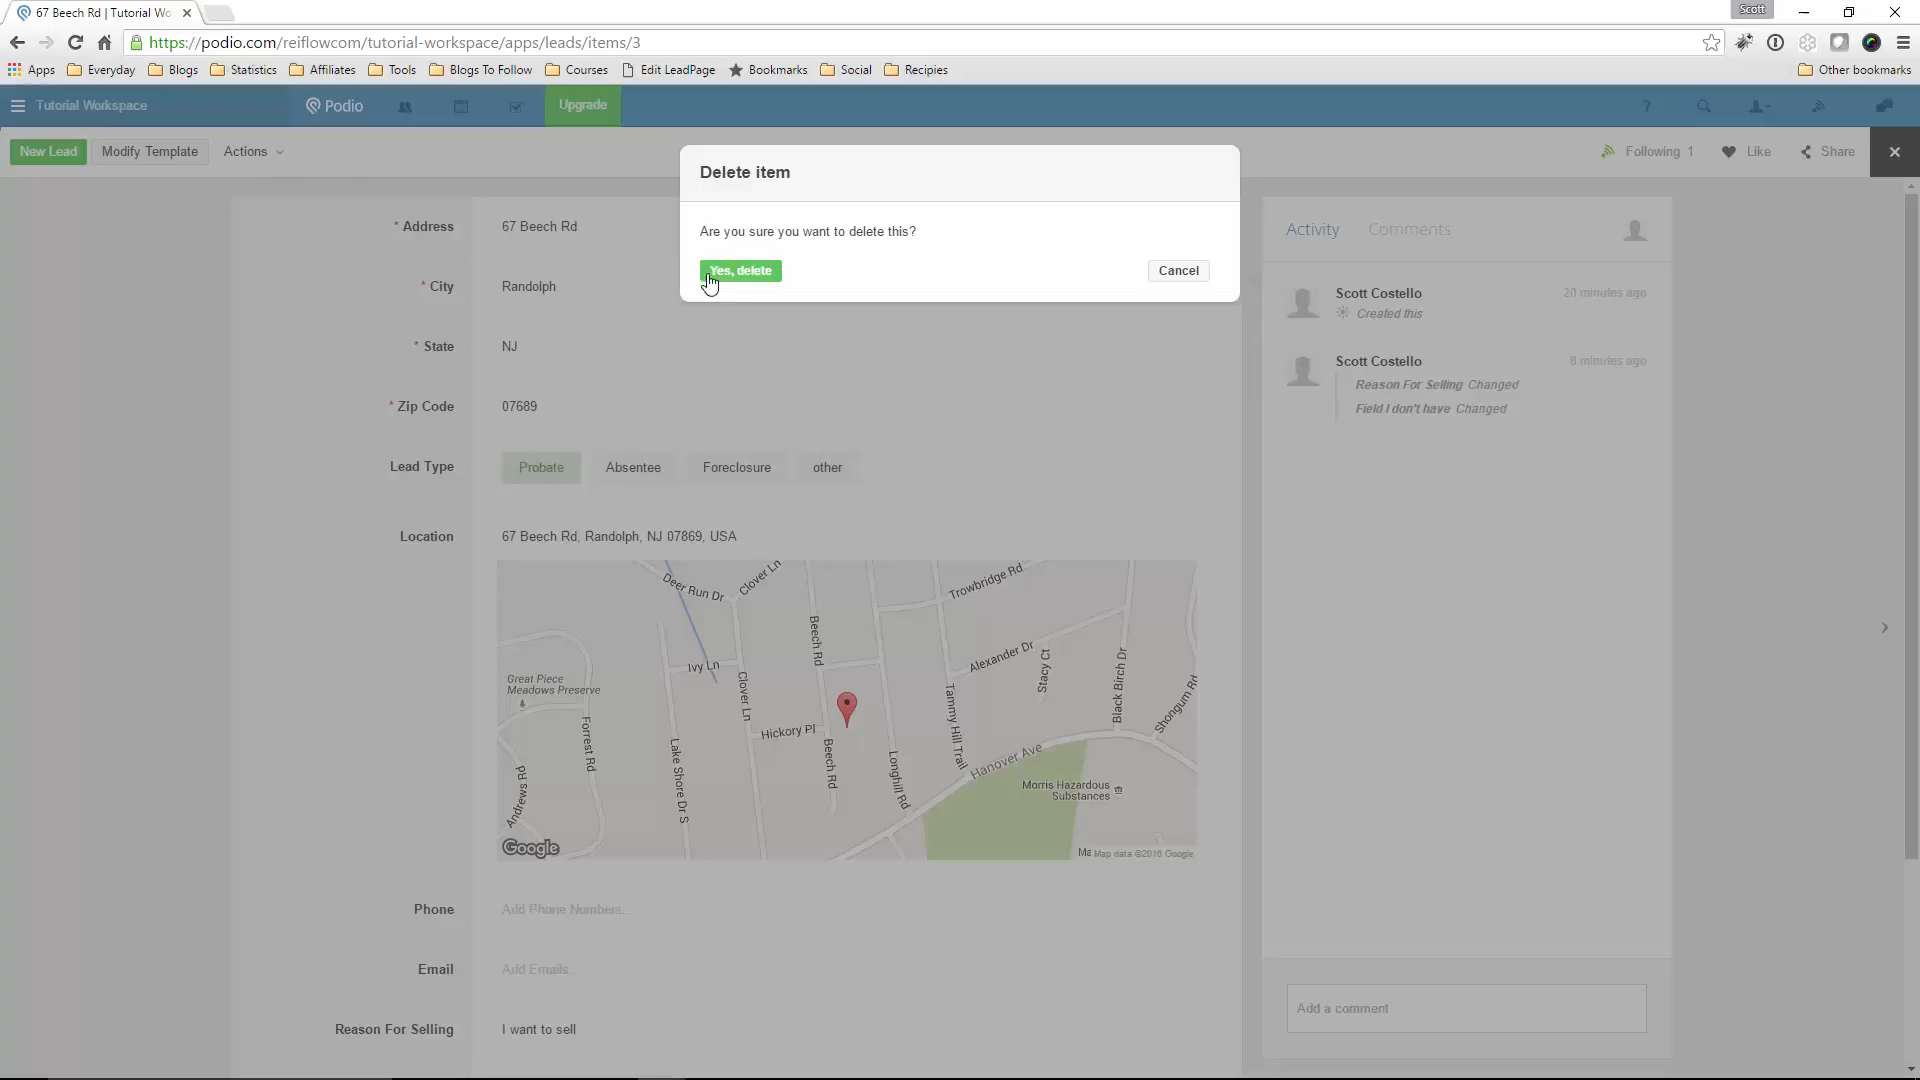 67 Beech Rd | Tutorial Wo
Scott
https://podio.com/reiflowcom/tutorial-workspace/apps/leads/items/3
Apps Everyday Blogs Statistics Affiliates Tools Blogs To Follow Courses Edit LeadPage Bookmarks Social Recipies Other bookmarks
Tutorial Workspace Podio Upgrade ?
New Lead Modify Template Actions Following 1 Like Share
Delete item
Are you sure you want to delete this?
Yes, delete Cancel
* Address 67 Beech Rd
* City Randolph
* State NJ
* Zip Code 07689
Lead Type Probate Absentee Foreclosure other
Location 67 Beech Rd, Randolph, NJ 07869, USA
Deer Run Dr
Clover Ln
Trowbridge Rd
Beech Rd
Ivy Ln
Alexander Dr
Stacy Ct
Black Birch Dr
Shongum Rd
Great Piece
Meadows Preserve
Clover Ln
Tammy Hill Trail
Forrest Rd
Hickory Pl
Beech Rd
Lake Shore Dr S
Longhill Rd
Hanover Ave
Andrews Rd
Morris Hazardous
Substances
Google
Ma Map data ©2016 Google
Phone Add Phone Numbers...
Email Add Emails...
Reason For Selling I want to sell
Activity Comments
Scott Costello 20 minutes ago
Created this
Scott Costello 8 minutes ago
Reason For Selling Changed
Field I don't have Changed
Add a comment